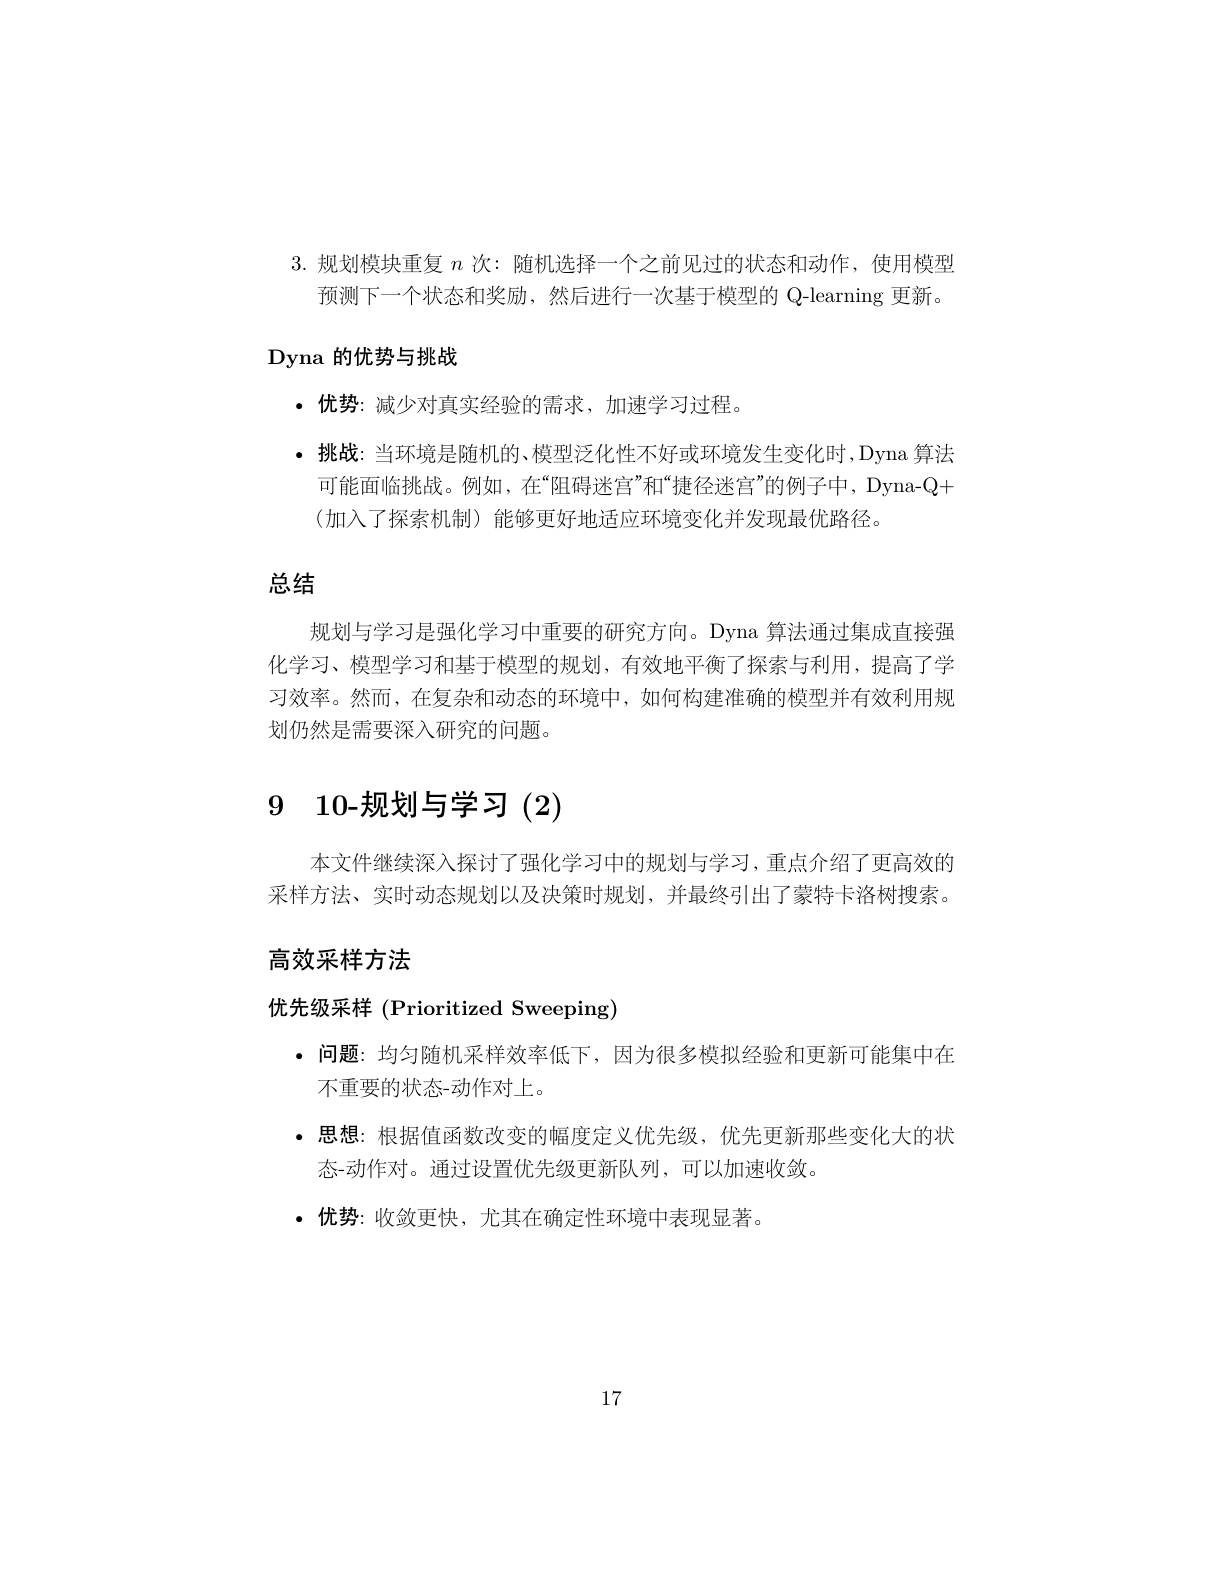 3. 规划模块重复 n 次：随机选择一个之前见过的状态和动作，使用模型
预测下一个状态和奖励，然后进行一次基于模型的 Q-learning 更新。
Dyna 的优势与挑战
• 优势：减少对真实经验的需求，加速学习过程。
• 挑战：当环境是随机的、模型泛化性不好或环境发生变化时，Dyna 算法
可能面临挑战。例如，在“阻碍迷宫”和“捷径迷宫”的例子中，Dyna-Q+
（加入了探索机制）能够更好地适应环境变化并发现最优路径。
总结
规划与学习是强化学习中重要的研究方向。Dyna 算法通过集成直接强
化学习、模型学习和基于模型的规划，有效地平衡了探索与利用，提高了学
习效率。然而，在复杂和动态的环境中，如何构建准确的模型并有效利用规
划仍然是需要深入研究的问题。
9 10-规划与学习 (2)
本文件继续深入探讨了强化学习中的规划与学习，重点介绍了更高效的
采样方法、实时动态规划以及决策时规划，并最终引出了蒙特卡洛树搜索。
高效采样方法
优先级采样 (Prioritized Sweeping)
• 问题：均匀随机采样效率低下，因为很多模拟经验和更新可能集中在
不重要的状态-动作对上。
• 思想：根据值函数改变的幅度定义优先级，优先更新那些变化大的状
态-动作对。通过设置优先级更新队列，可以加速收敛。
• 优势：收敛更快，尤其在确定性环境中表现显著。
17